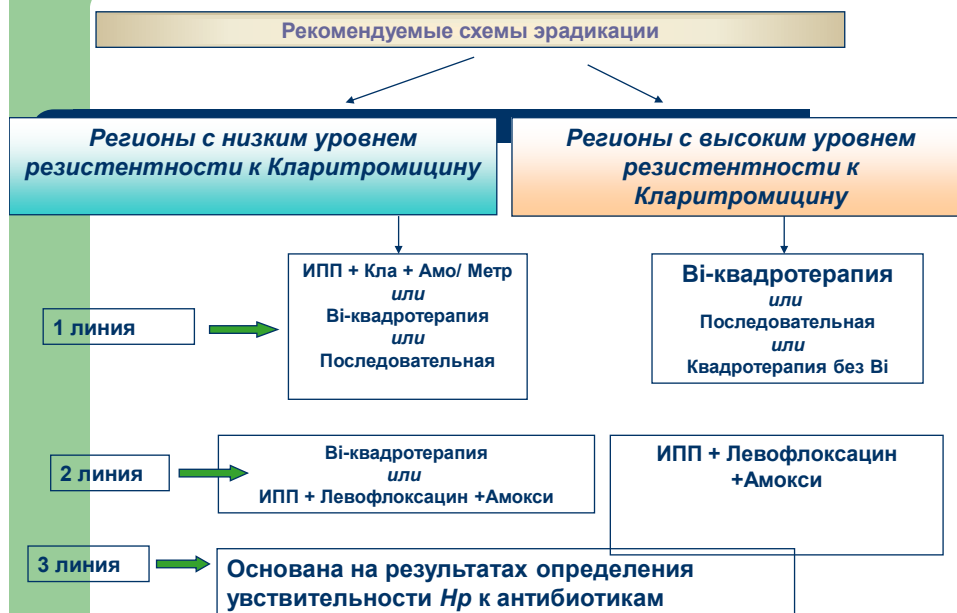 Рекомендуемые схемы эрадикации
Регионы с низким уровнем
резистентности к Кларитромицину
Регионы с высоким уровнем
резистентности к
Кларитромицину
1 линия
ИПП + Кла + Амо/ Метр
или
Bi-квадротерапия
или
Последовательная
Bi-квадротерапия
или
Последовательная
или
Квадротерапия без Bi
2 линия
Bi-квадротерапия
или
ИПП + Левофлоксацин +Амокси
ИПП + Левофлоксацин
+Амокси
3 линия
Основана на результатах определения
увствительности Hp к антибиотикам